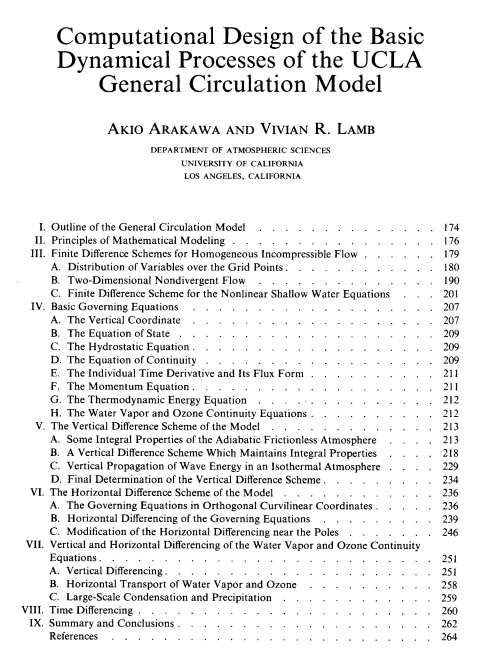 Computational Design of the Basic
Dynamical Processes of the UCLA
General Circulation Model
AKIO ARAKAWA AND VIVIAN R. LAMB
DEPARTMENT OF ATMOSPHERIC SCIENCES
UNIVERSITY OF CALIFORNIA
LOS ANGELES, CALIFORNIA
I. Outline of the General Circulation Model . . . . . . . . . . . . . . 174
II. Principles of Mathematical Modeling . . . . . . . . . . . . . . . . 176
III. Finite Difference Schemes for Homogeneous Incompressible Flow . . . . . 179
A. Distribution of Variables over the Grid Points . . . . . . . . . . . . 180
B. Two-Dimensional Nondivergent Flow . . . . . . . . . . . . . . 190
C. Finite Difference Scheme for the Nonlinear Shallow Water Equations . . . 201
IV. Basic Governing Equations . . . . . . . . . . . . . . . . . . 207
A. The Vertical Coordinate . . . . . . . . . . . . . . . . . . 207
B. The Equation of State . . . . . . . . . . . . . . . . . . . 209
C. The Hydrostatic Equation . . . . . . . . . . . . . . . . . . 209
D. The Equation of Continuity . . . . . . . . . . . . . . . . . 209
E. The Individual Time Derivative and Its Flux Form . . . . . . . . . . 211
F. The Momentum Equation . . . . . . . . . . . . . . . . . . 211
G. The Thermodynamic Energy Equation . . . . . . . . . . . . . 212
H. The Water Vapor and Ozone Continuity Equations . . . . . . . . . . 212
V. The Vertical Difference Scheme of the Model . . . . . . . . . . . . . 213
A. Some Integral Properties of the Adiabatic Frictionless Atmosphere . . . . 213
B. A Vertical Difference Scheme Which Maintains Integral Properties . . . . 218
C. Vertical Propagation of Wave Energy in an Isothermal Atmosphere . . . . 229
D. Final Determination of the Vertical Difference Scheme . . . . . . . . . 234
VI. The Horizontal Difference Scheme of the Model . . . . . . . . . . . . 236
A. The Governing Equations in Orthogonal Curvilinear Coordinates . . . . . 236
B. Horizontal Differencing of the Governing Equations . . . . . . . . . 239
C. Modification of the Horizontal Differencing near the Poles . . . . . . . 246
VII. Vertical and Horizontal Differencing of the Water Vapor and Ozone Continuity
Equations . . . . . . . . . . . . . . . . . . . . . . . . 251
A. Vertical Differencing . . . . . . . . . . . . . . . . . . . . 251
B. Horizontal Transport of Water Vapor and Ozone . . . . . . . . . . 258
C. Large-Scale Condensation and Precipitation . . . . . . . . . . . . 259
VIII. Time Differencing . . . . . . . . . . . . . . . . . . . . . . 260
IX. Summary and Conclusions . . . . . . . . . . . . . . . . . . . 262
References . . . . . . . . . . . . . . . . . . . . . . . 264